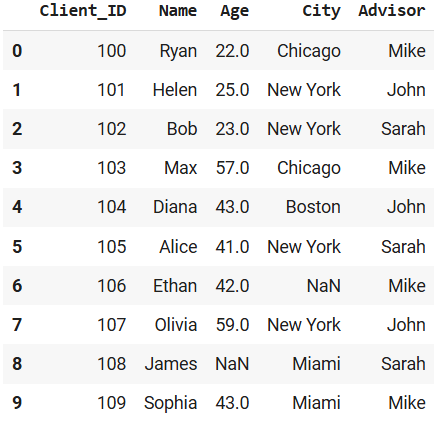 Client_ID Name Age City Advisor
0 100 Ryan 22.0 Chicago Mike
1 101 Helen 25.0 New York John
2 102 Bob 23.0 New York Sarah
3 103 Max 57.0 Chicago Mike
4 104 Diana 43.0 Boston John
5 105 Alice 41.0 New York Sarah
6 106 Ethan 42.0 NaN Mike
7 107 Olivia 59.0 New York John
8 108 James NaN Miami Sarah
9 109 Sophia 43.0 Miami Mike